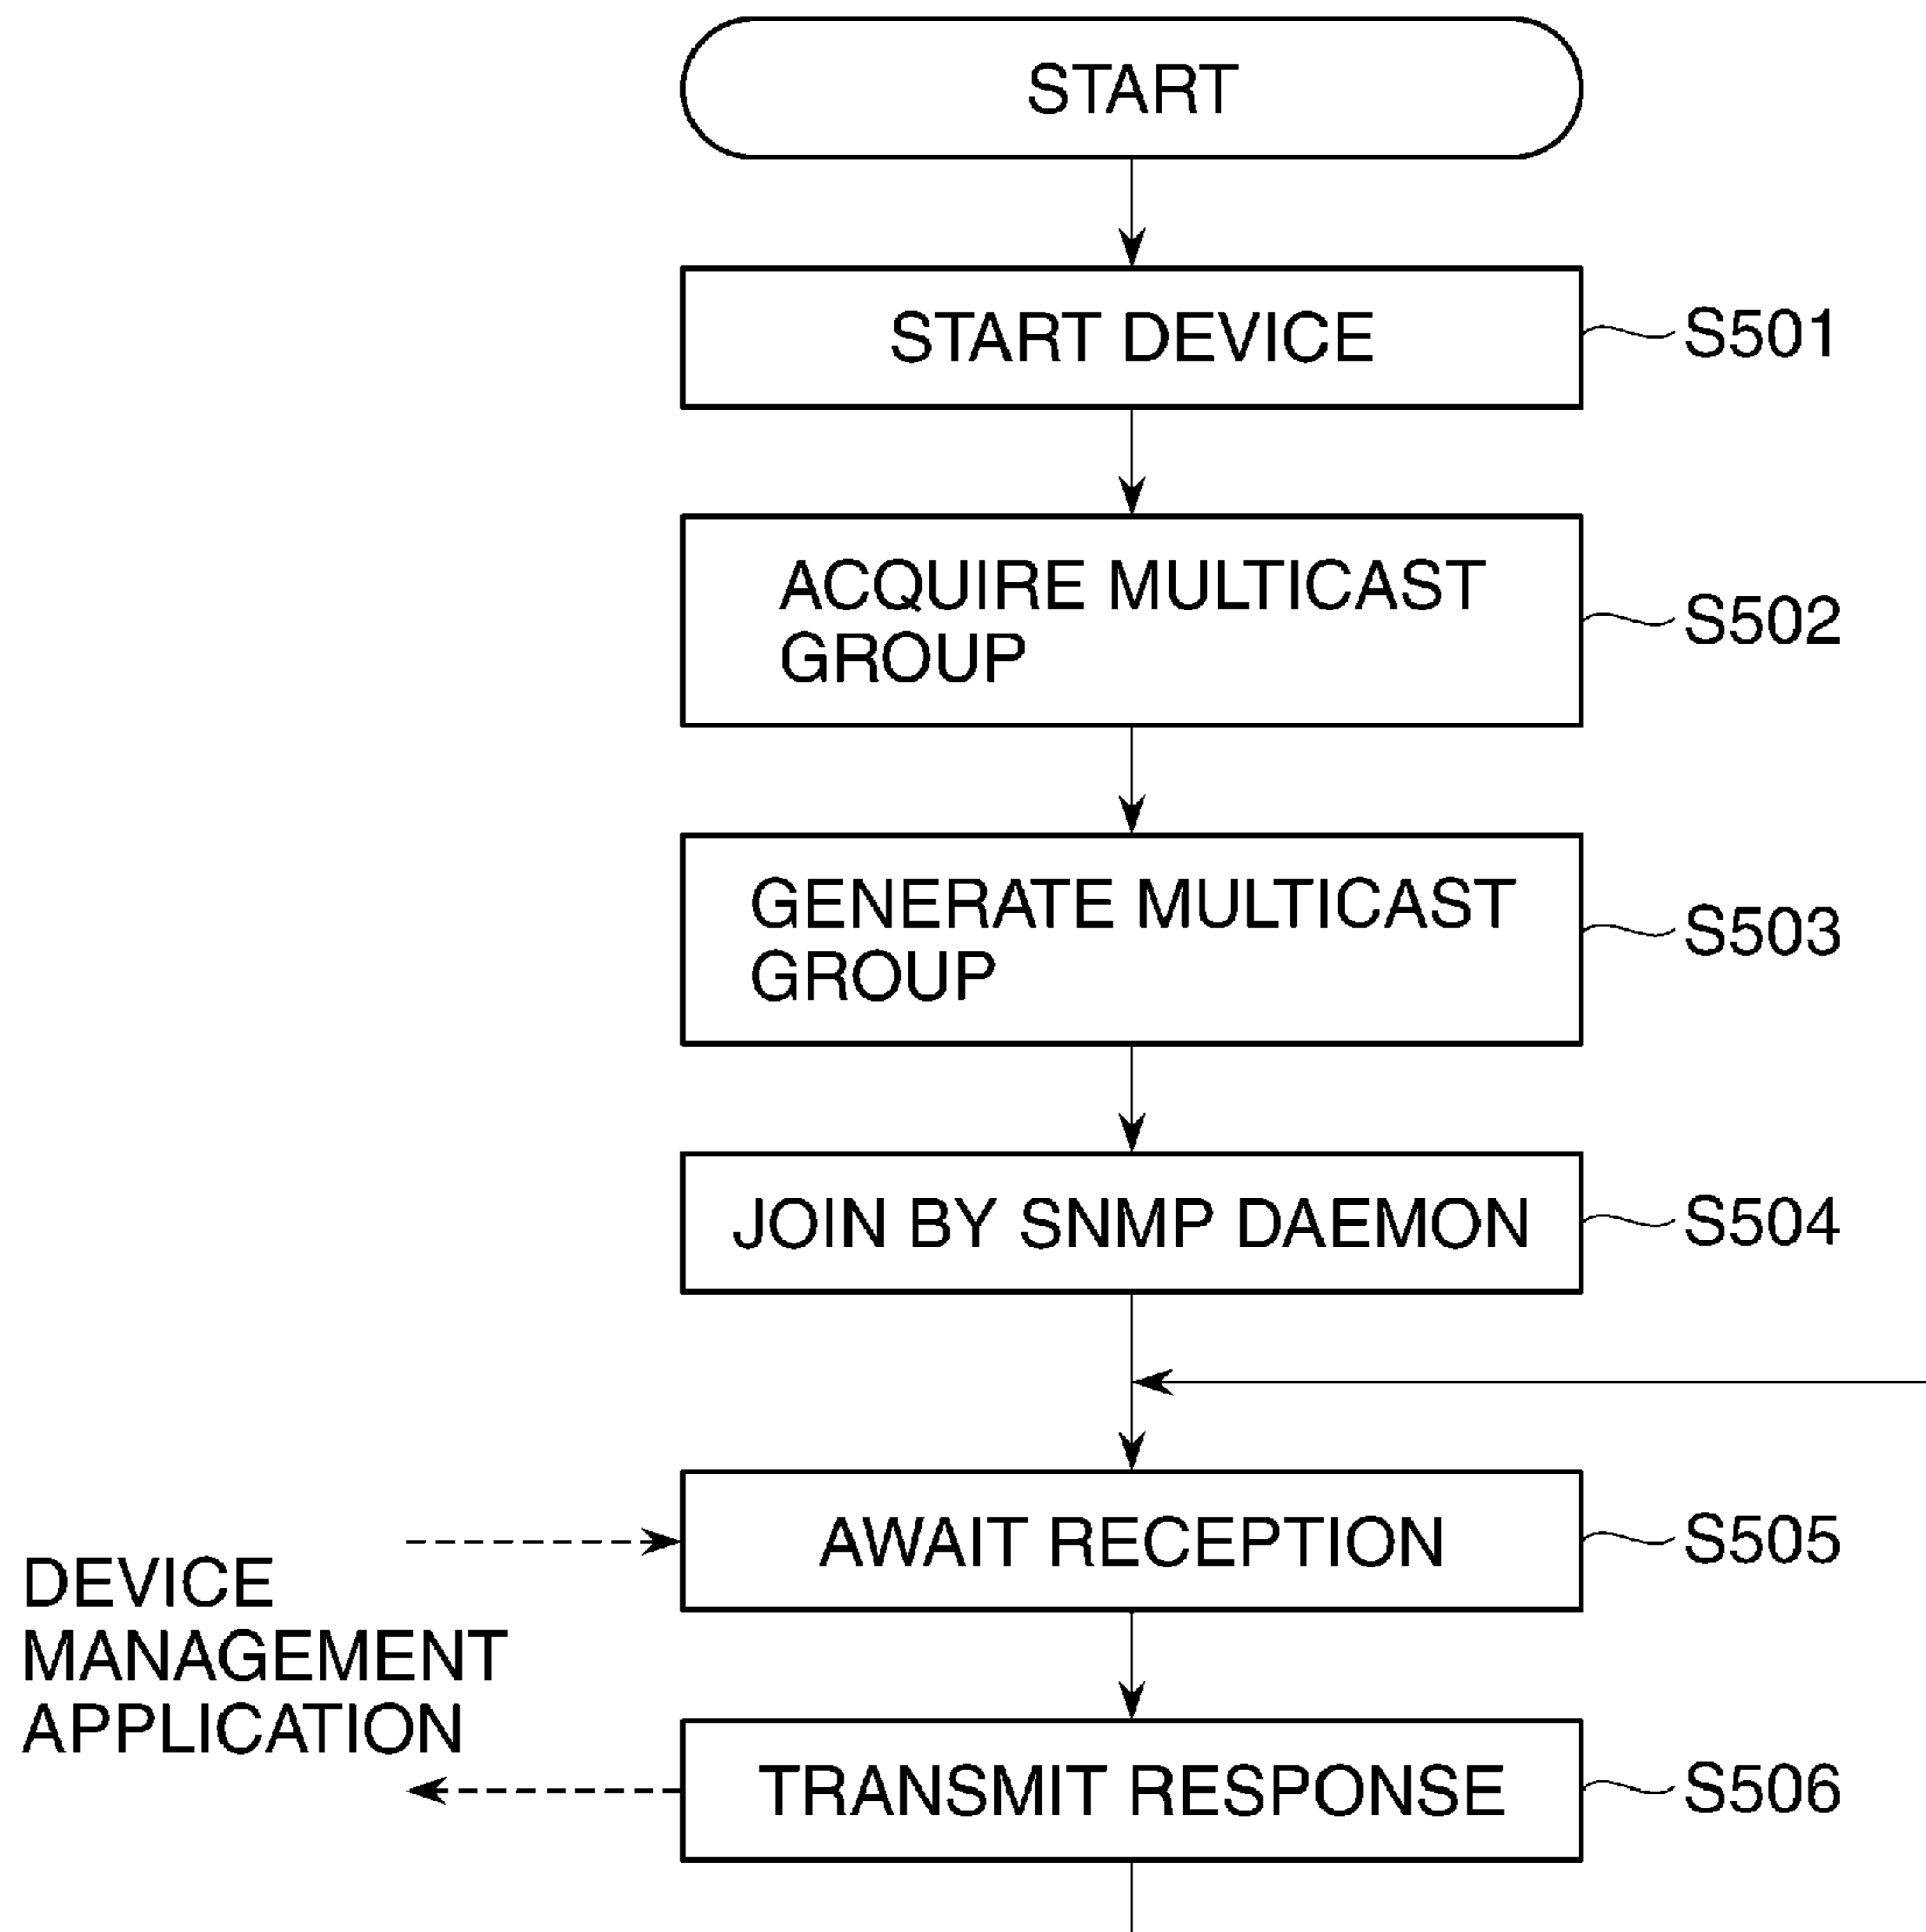 START
START DEVICE
S501
ACQUIRE MULTICAST
GROUP
S502
GENERATE MULTICAST
GROUP
S503
JOIN BY SNMP DAEMON
S504
AWAIT RECEPTION
S505
DEVICE
MANAGEMENT
APPLICATION
TRANSMIT RESPONSE
S506